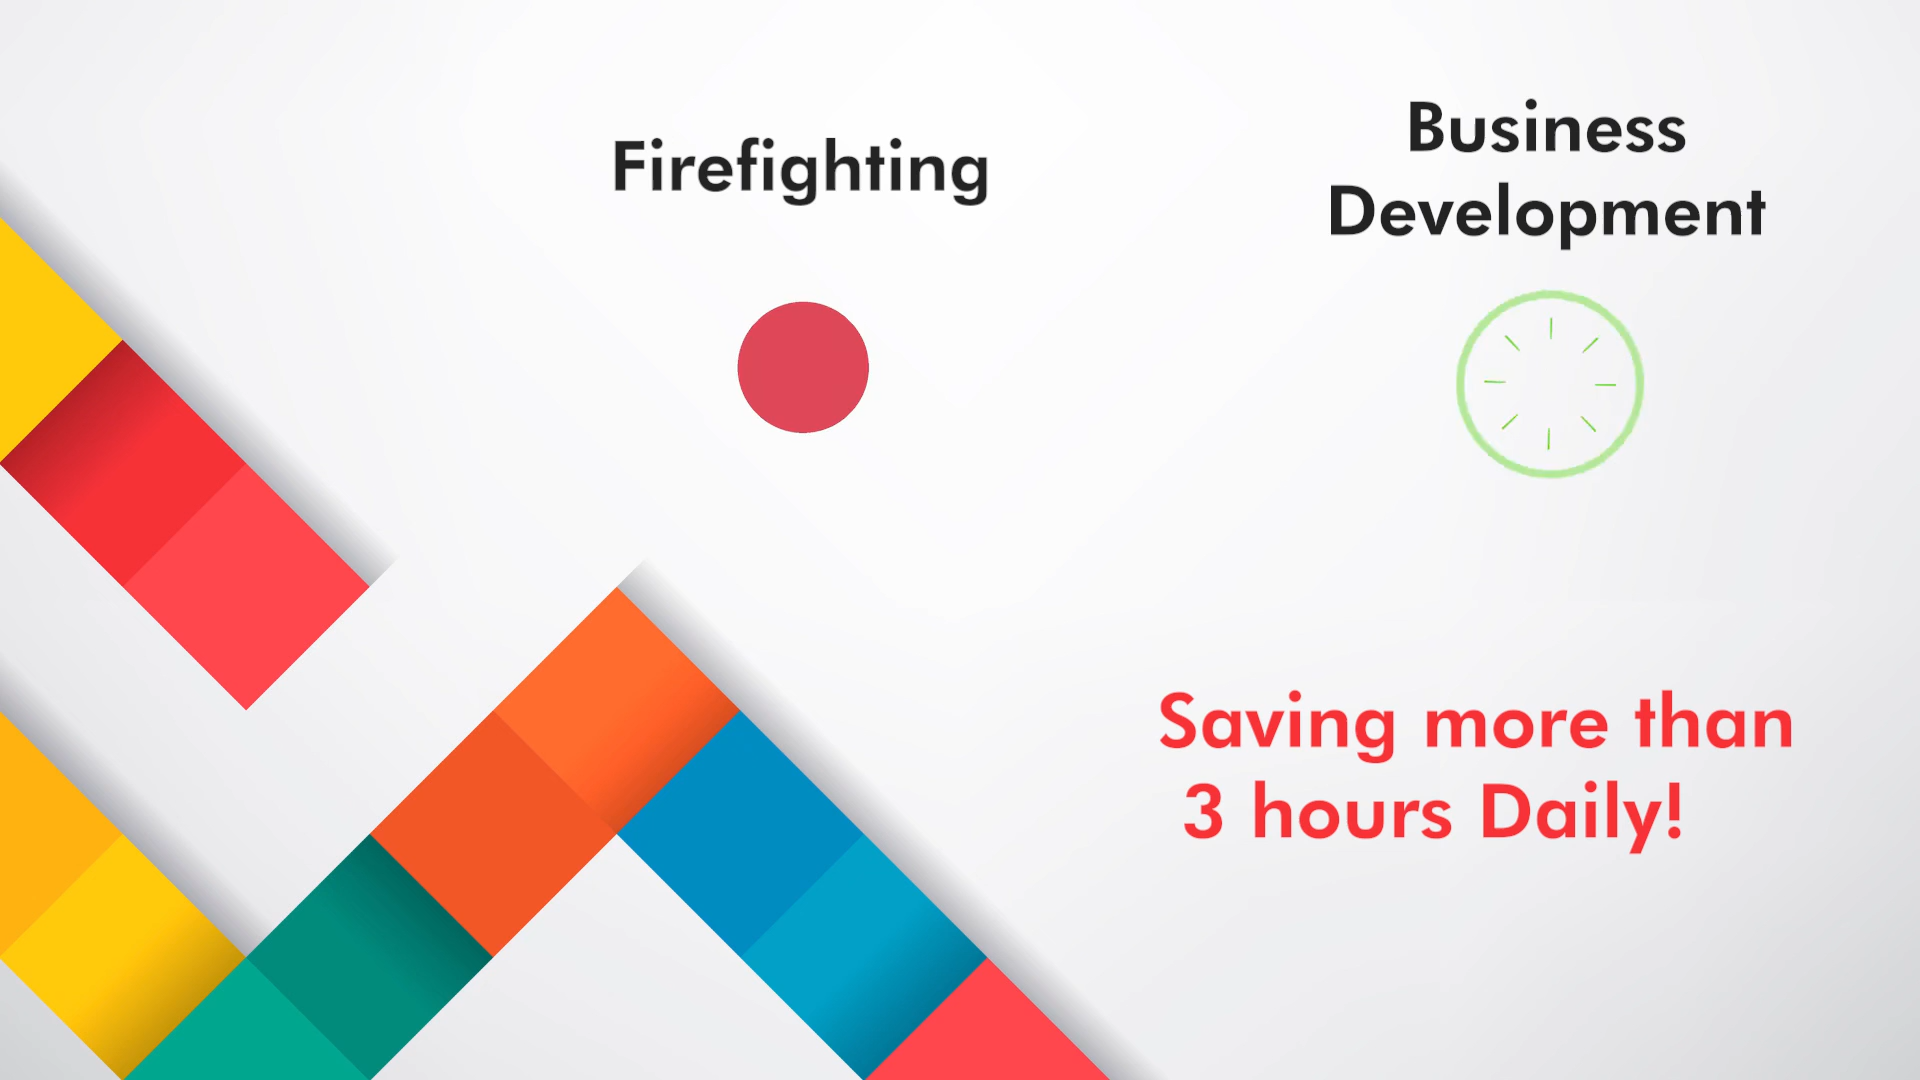 Firefighting
Business
Development
Saving more than
3 hours Daily!